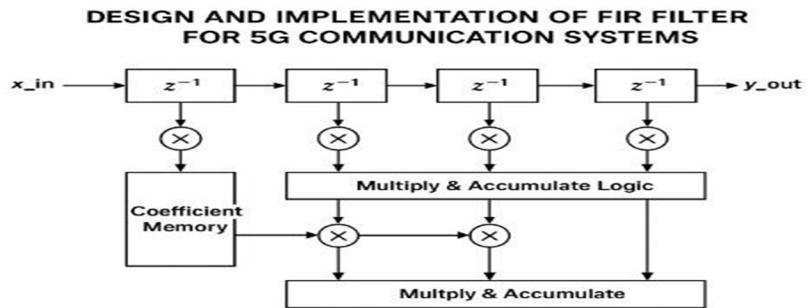 DESIGN AND IMPLEMENTATION OF FIR FILTER
FOR 5G COMMUNICATION SYSTEMS
x_in
z⁻¹
z⁻¹
z⁻¹
z⁻¹
y_out
Multiply & Accumulate Logic
Coefficient
Memory
Multply & Accumulate